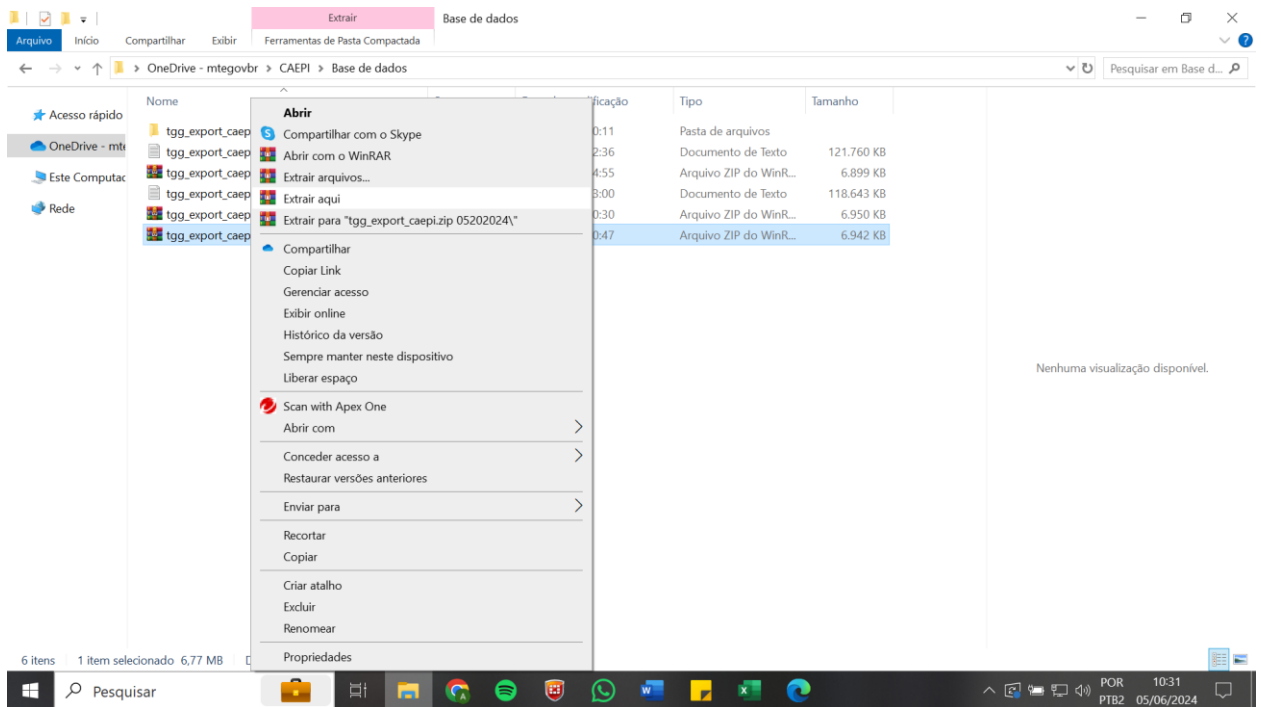 Extrair
Base de dados
Arquivo Início Compartilhar Exibir Ferramentas de Pasta Compactada
OneDrive - mtegovbr > CAEPI > Base de dados
Pesquisar em Base d...
Nome
ificação Tipo Tamanho
Acesso rápido
OneDrive - mte
Este Computac
Rede
tgg_export_caep 0:11 Pasta de arquivos
tgg_export_caep 2:36 Documento de Texto 121.760 KB
tgg_export_caep 4:55 Arquivo ZIP do WinR... 6.899 KB
tgg_export_caep 3:00 Documento de Texto 118.643 KB
tgg_export_caep 0:30 Arquivo ZIP do WinR... 6.950 KB
tgg_export_caep 0:47 Arquivo ZIP do WinR... 6.942 KB
Abrir
Compartilhar com o Skype
Abrir com o WinRAR
Extrair arquivos...
Extrair aqui
Extrair para "tgg_export_caepi.zip 05202024\"
Compartilhar
Copiar Link
Gerenciar acesso
Exibir online
Histórico da versão
Sempre manter neste dispositivo
Liberar espaço
Scan with Apex One
Abrir com
Conceder acesso a
Restaurar versões anteriores
Enviar para
Recortar
Copiar
Criar atalho
Excluir
Renomear
Propriedades
Nenhuma visualização disponível.
6 itens 1 item selecionado 6,77 MB
Pesquisar
POR
PTB2
10:31
05/06/2024